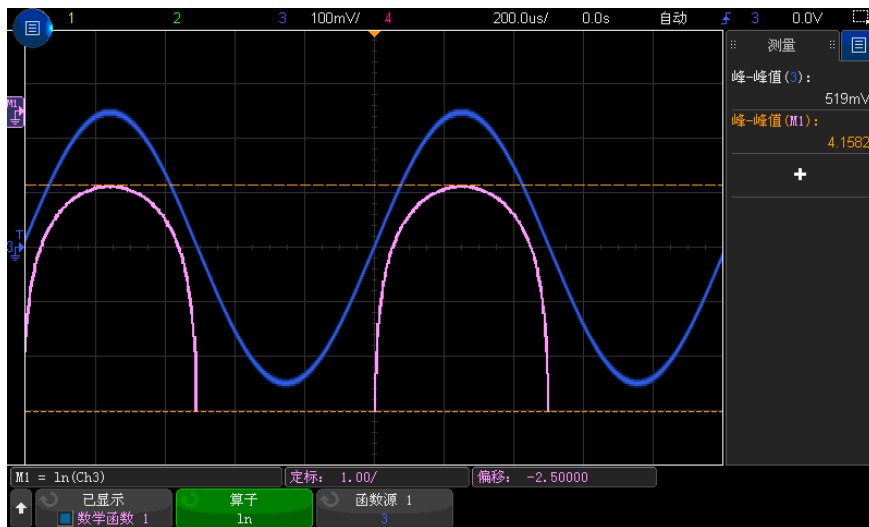 1 2 3 100mV/ 4 200.0us/ 0.0s 自动 3 0.0V
测量
峰-峰值(3):
519mV
峰-峰值(M1):
4.1582
+
M1
T
3
M1 = ln(Ch3) 定标: 1.00/ 偏移: -2.50000
已显示 算子 函数源 1
数学函数 1 ln 3